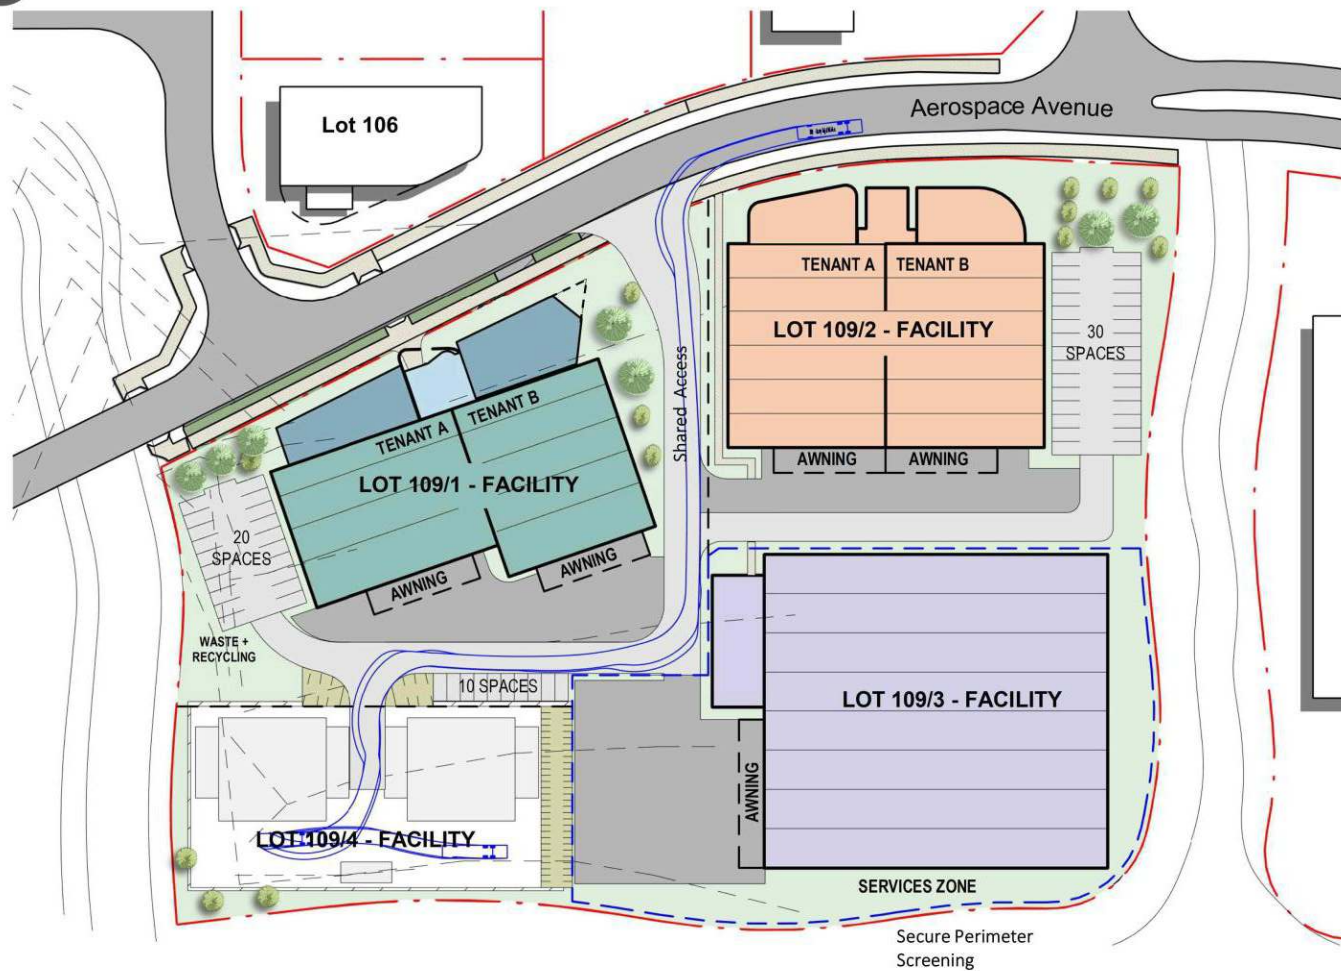 Aerospace Avenue
Lot 106
TENANT A
TENANT B
LOT 109/2 - FACILITY
30
SPACES
Shared Access
TENANT A
TENANT B
AWNING
AWNING
LOT 109/1 - FACILITY
20
SPACES
AWNING
AWNING
WASTE +
RECYCLING
10 SPACES
LOT 109/3 - FACILITY
AWNING
LOT 109/4 - FACILITY
SERVICES ZONE
Secure Perimeter
Screening